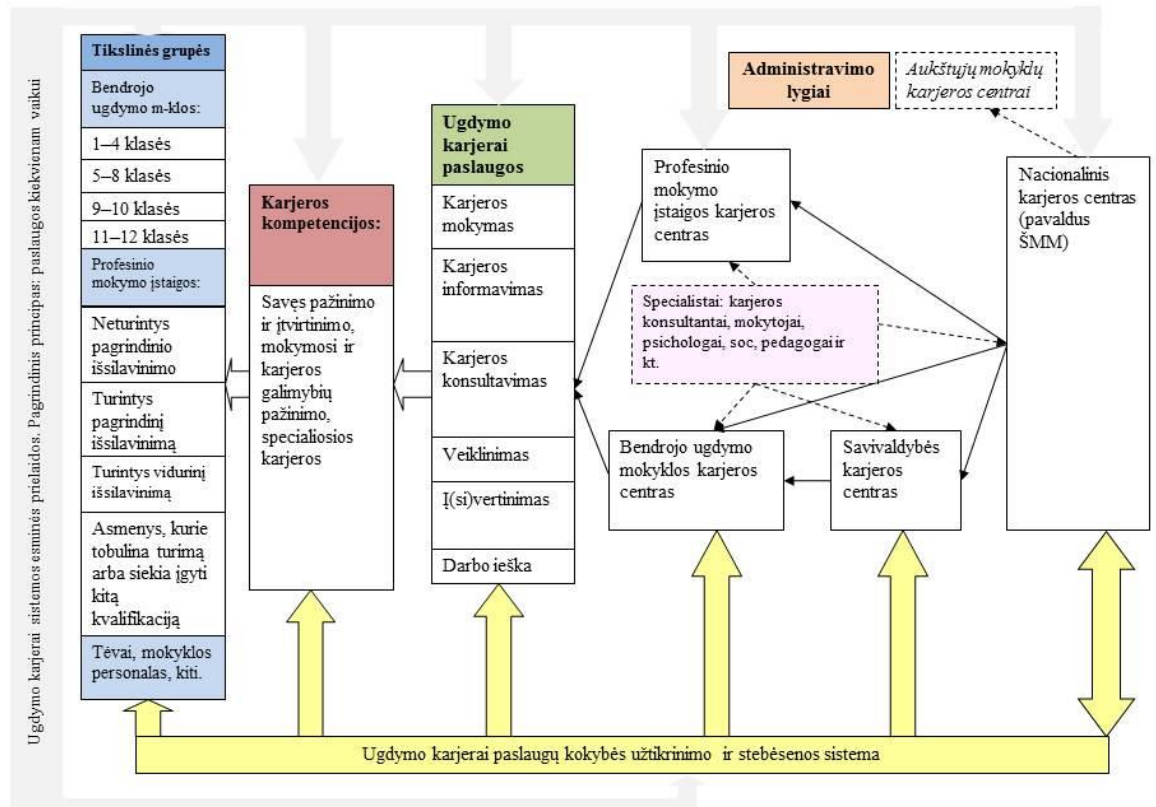 Ugdymo karjerai sistemos esminės prielaidos. Pagrindinis principas: paslaugos kiekvienam vaikui
Tikslinės grupės
Bendrojo
ugdymo m-klos:
1–4 klasės
5–8 klasės
9–10 klasės
11–12 klasės
Profesinio
mokymo įstaigos:
Neturintys
pagrindinio
išsilavinimo
Turintys
pagrindinį
išsilavinimą
Turintys vidurinį
išsilavinimą
Asmenys, kurie
tobulina turimą
arba siekia įgyti
kitą
kvalifikaciją
Tėvai, mokyklos
personalas, kiti.
Karjeros
kompetencijos:
Savęs pažinimo
ir įtvirtinimo,
mokymosi ir
karjeros
galimybių
pažinimo,
specialiosios
karjeros
Ugdymo
karjerai
paslaugos
Karjeros
mokymas
Karjeros
informavimas
Karjeros
konsultavimas
Veiklinimas
Į(si)vertinimas
Darbo ieška
Administravimo
lygiai
Aukštųjų mokyklų
karjeros centrai
Profesinio
mokymo
įstaigos karjeros
centras
Nacionalinis
karjeros centras
(pavaldus
ŠMM)
Specialistai: karjeros
konsultantai, mokytojai,
psichologai, soc, pedagogai ir
kt.
Bendrojo ugdymo
mokyklos karjeros
centras
Savivaldybės
karjeros
centras
Ugdymo karjerai paslaugų kokybės užtikrinimo ir stebėsenos sistema